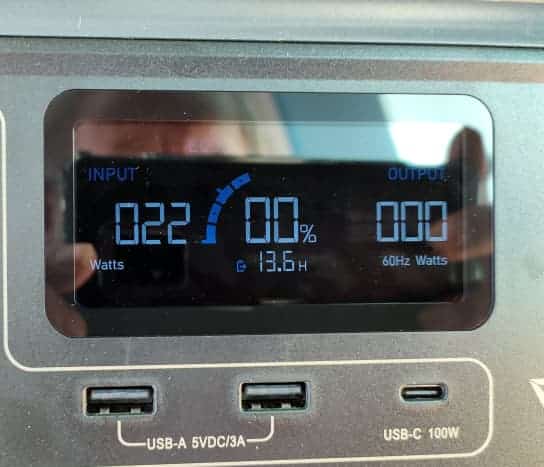 INPUT
OUTPUT
022
00%
000
Watts
13.6 H
60Hz Watts
USB-A 5VDC/3A
USB-C 100W